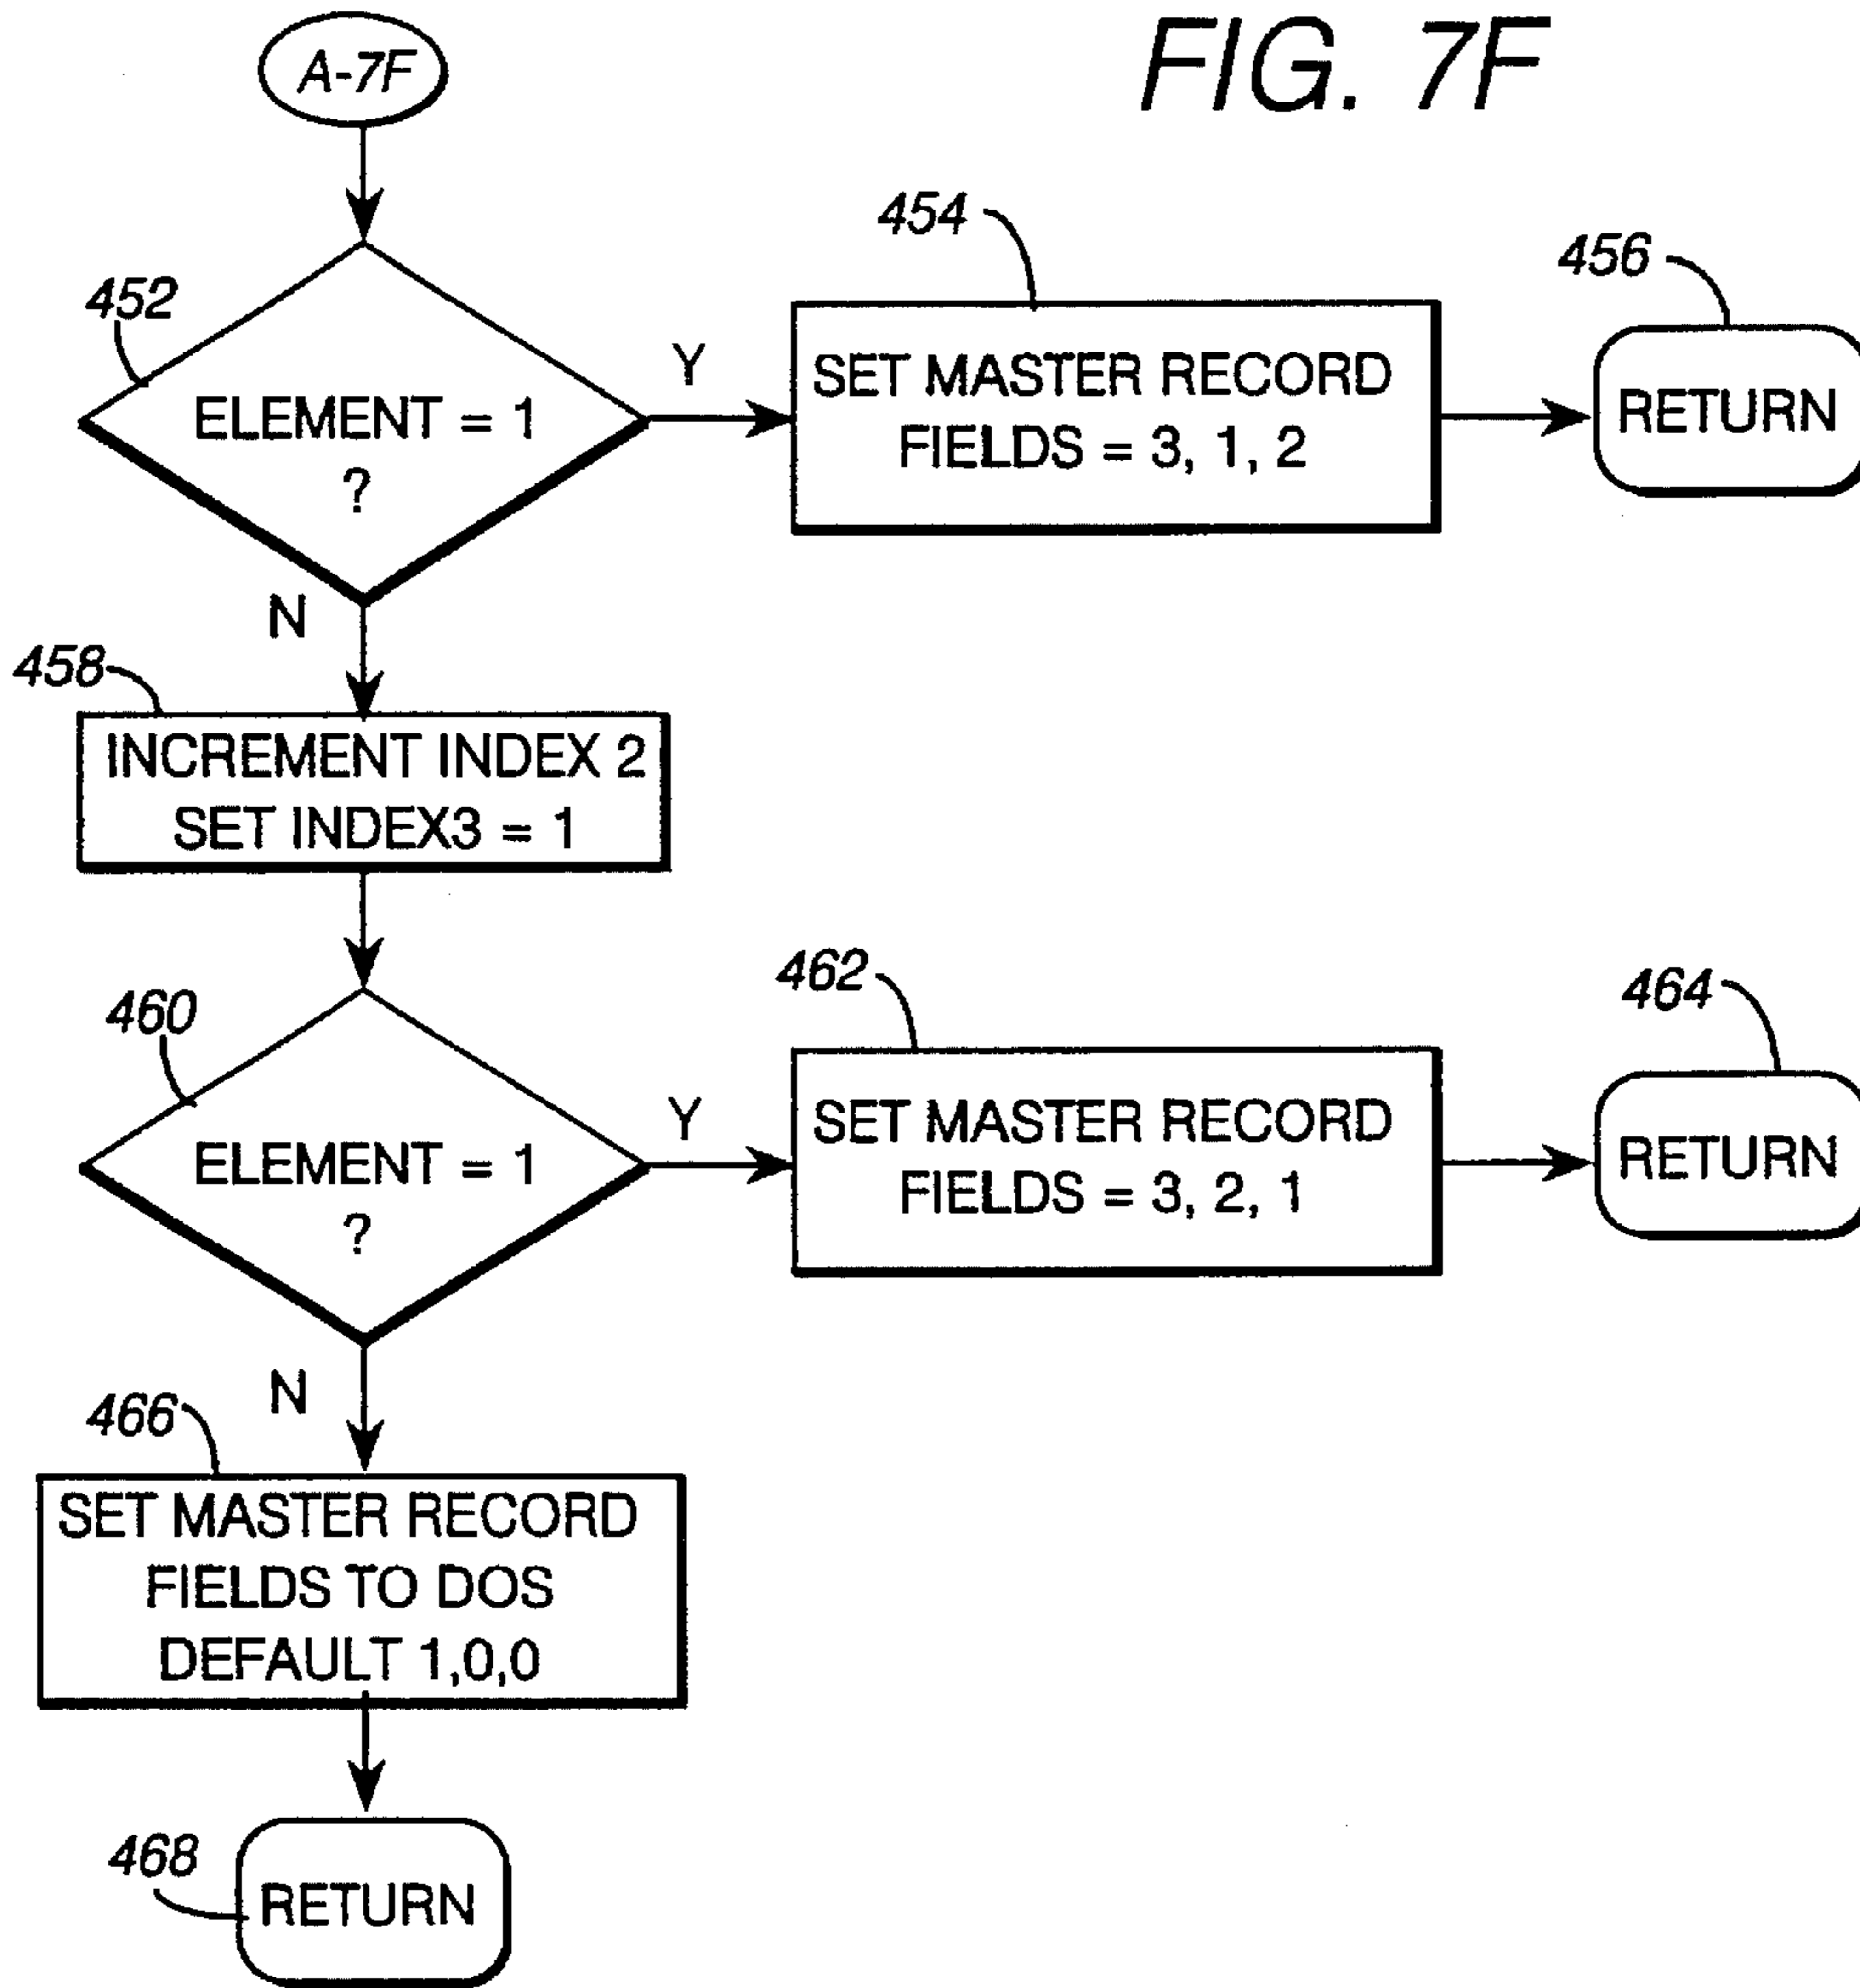 FIG. 7F
A-7F
452
ELEMENT = 1
?
Y
454
SET MASTER RECORD
FIELDS = 3, 1, 2
456
RETURN
N
458
INCREMENT INDEX 2
SET INDEX3 = 1
460
ELEMENT = 1
?
Y
462
SET MASTER RECORD
FIELDS = 3, 2, 1
464
RETURN
N
466
SET MASTER RECORD
FIELDS TO DOS
DEFAULT 1,0,0
468
RETURN